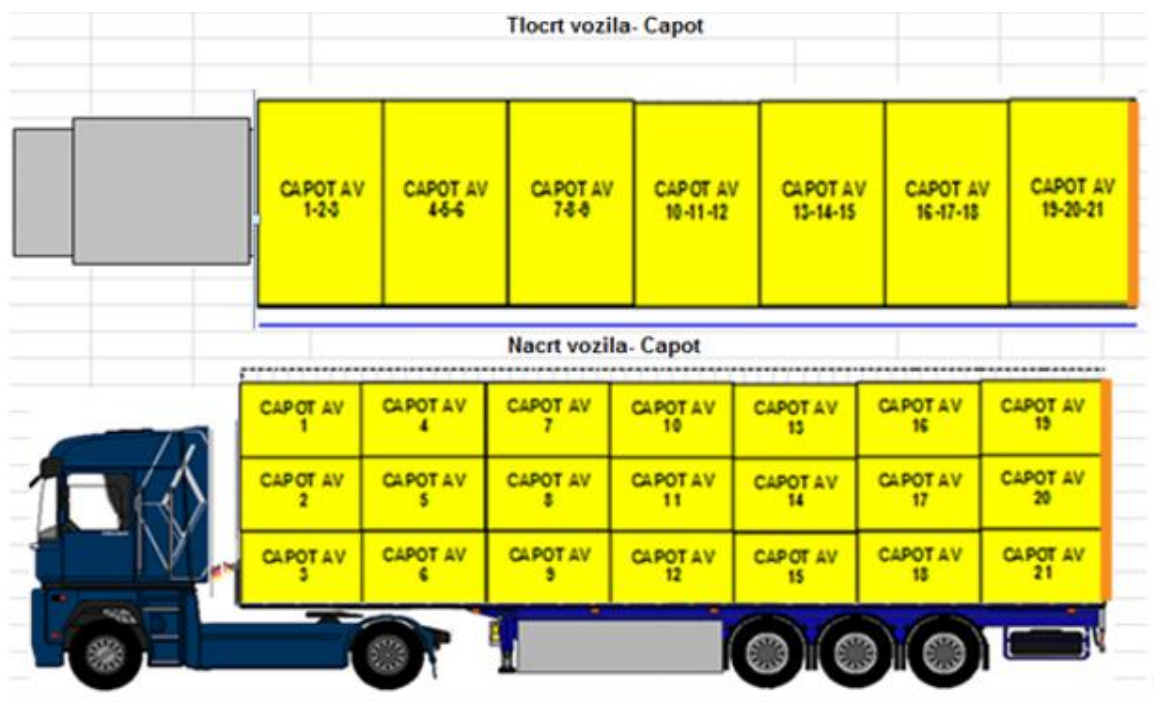 Tlocrt vozila- Capot
CAPOT AV
1-2-3
CAPOT AV
4-5-6
CAPOT AV
7-8-9
CAPOT AV
10-11-12
CAPOT AV
13-14-15
CAPOT AV
16-17-18
CAPOT AV
19-20-21
Nacrt vozila- Capot
CAPOT AV
1
CAPOT AV
4
CAPOT AV
7
CAPOT AV
10
CAPOT AV
13
CAPOT AV
16
CAPOT AV
19
CAPOT AV
2
CAPOT AV
5
CAPOT AV
8
CAPOT AV
11
CAPOT AV
14
CAPOT AV
17
CAPOT AV
20
CAPOT AV
3
CAPOT AV
6
CAPOT AV
9
CAPOT AV
12
CAPOT AV
15
CAPOT AV
18
CAPOT AV
21